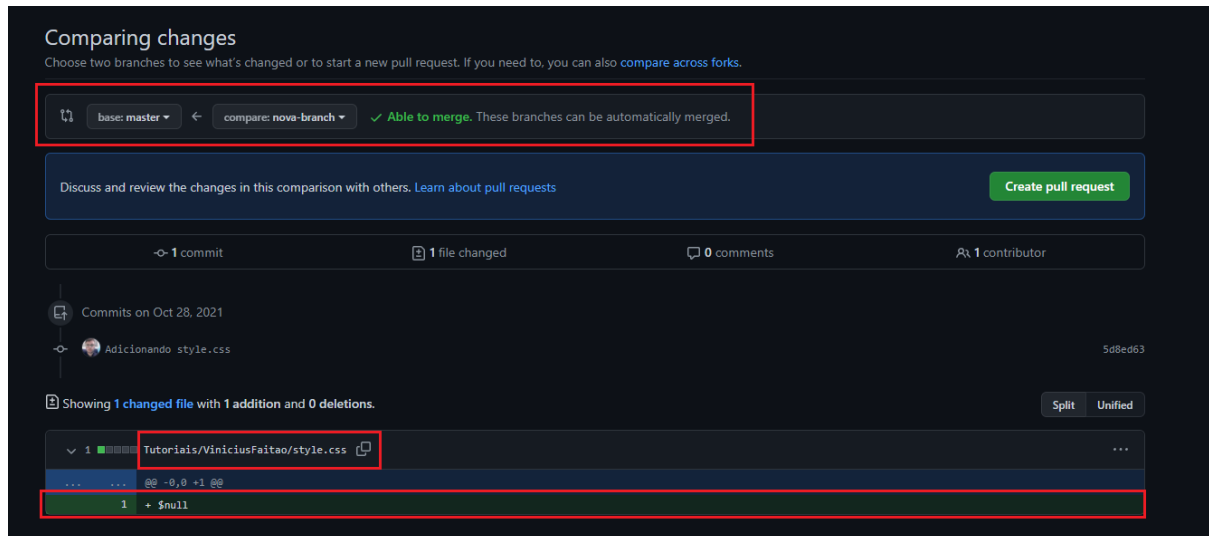 Comparing changes
Choose two branches to see what's changed or to start a new pull request. If you need to, you can also compare across forks.
base: master ← compare: nova-branch ✓ Able to merge. These branches can be automatically merged.
Discuss and review the changes in this comparison with others. Learn about pull requests Create pull request
1 commit 1 file changed 0 comments 1 contributor
Commits on Oct 28, 2021
Adicionando style.css 5d8ed63
Showing 1 changed file with 1 addition and 0 deletions. Split Unified
1 Tutoriais/ViniciusFaitao/style.css ...
... ... @@ -0,0 +1 @@
1 + $null